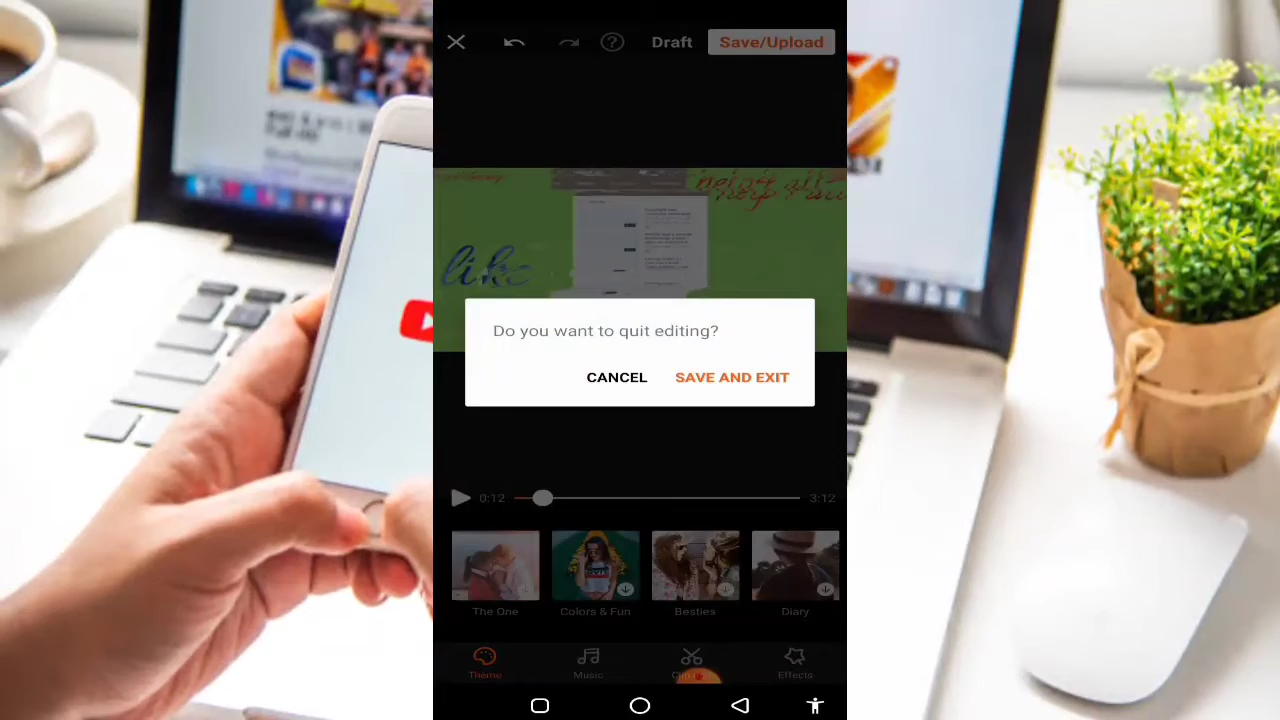 Draft
Save/Upload
like
Do you want to quit editing?
CANCEL
SAVE AND EXIT
0:12
3:12
The One
Colors & Fun
Besties
Diary
Theme
Music
Effects